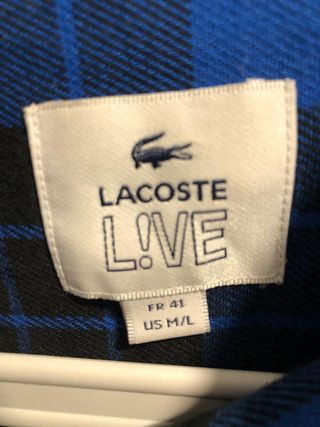 LACOSTE
L!VE
FR 41
US M/L